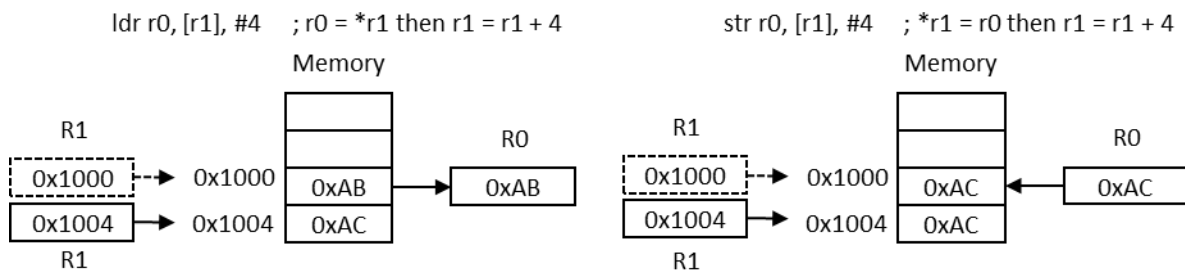 ldr r0, [r1], #4 ; r0 = *r1 then r1 = r1 + 4
Memory
R1
R0
0x1000
0x1000
0xAB
0xAB
0x1004
0x1004
0xAC
R1
str r0, [r1], #4 ; *r1 = r0 then r1 = r1 + 4
Memory
R1
R0
0x1000
0x1000
0xAC
0xAC
0x1004
0x1004
0xAC
R1